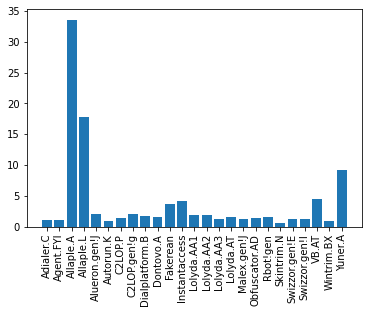 35
30
25
20
15
10
5
0
Adialer.C
Agent.FYI
Allaple.A
Allaple.L
Alueron.gen!J
Autorun.K
C2LOP.P
C2LOP.gen!g
Dialplatform.B
Dontovo.A
Fakerean
Instantaccess
Lolyda.AA1
Lolyda.AA2
Lolyda.AA3
Lolyda.AT
Malex.gen!J
Obfuscator.AD
Rbot!gen
Skintrim.N
Swizzor.gen!E
Swizzor.gen!I
VB.AT
Wintrim.BX
Yuner.A